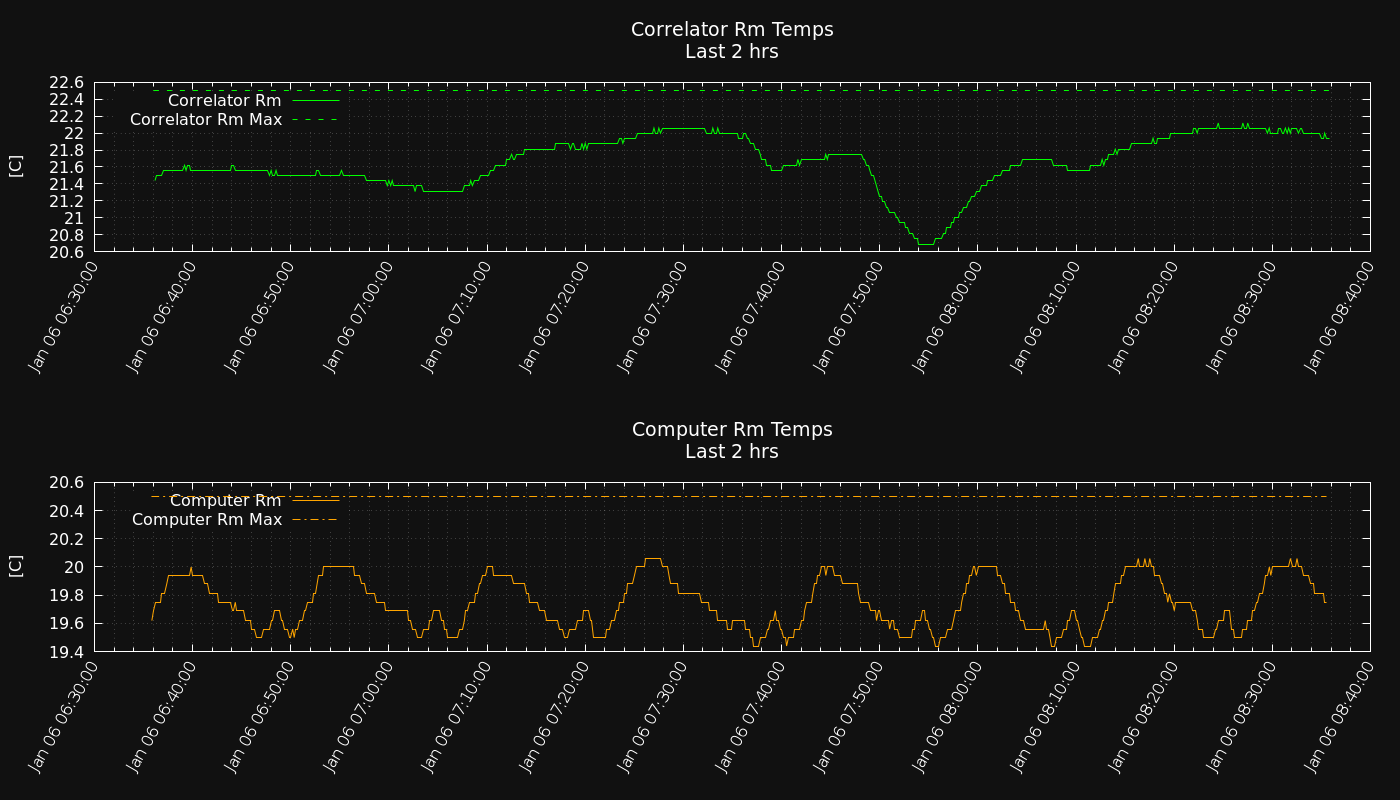 Correlator Rm Temps
Last 2 hrs
22.6
22.4
22.2
22
21.8
21.6
21.4
21.2
21
20.8
20.6
[C]
Correlator Rm
Correlator Rm Max
Jan 06 06:30:00
Jan 06 06:40:00
Jan 06 06:50:00
Jan 06 07:00:00
Jan 06 07:10:00
Jan 06 07:20:00
Jan 06 07:30:00
Jan 06 07:40:00
Jan 06 07:50:00
Jan 06 08:00:00
Jan 06 08:10:00
Jan 06 08:20:00
Jan 06 08:30:00
Jan 06 08:40:00
Computer Rm Temps
Last 2 hrs
20.6
20.4
20.2
20
19.8
19.6
19.4
[C]
Computer Rm
Computer Rm Max
Jan 06 06:30:00
Jan 06 06:40:00
Jan 06 06:50:00
Jan 06 07:00:00
Jan 06 07:10:00
Jan 06 07:20:00
Jan 06 07:30:00
Jan 06 07:40:00
Jan 06 07:50:00
Jan 06 08:00:00
Jan 06 08:10:00
Jan 06 08:20:00
Jan 06 08:30:00
Jan 06 08:40:00